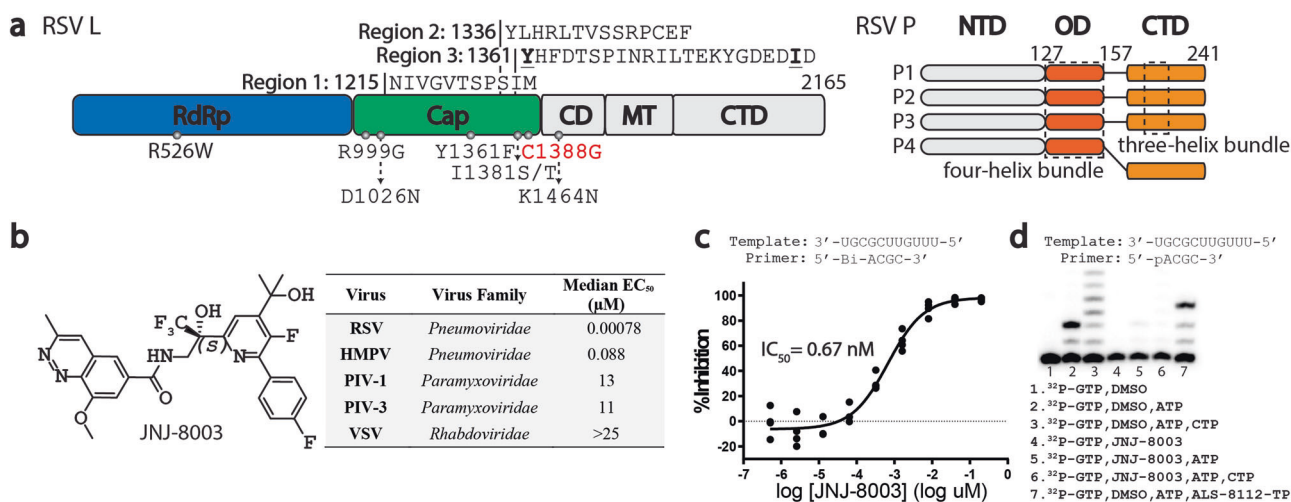 a RSV L
Region 2: 1336 YLHRLTVSSRPCEF
Region 3: 1361 YHFDTSPINRILTEKYGDEDID
Region 1: 1215 NIVGVTSPSIM
2165
RdRp Cap CD MT CTD
R526W R999G Y1361F C1388G
I1381S/T
D1026N K1464N
RSV P NTD OD CTD
127 157 241
P1
P2
P3
P4
three-helix bundle
four-helix bundle
b
F3C OH OH F
(S)
N N HN N
O O F
JNJ-8003
Virus Virus Family Median EC50 (µM)
RSV Pneumoviridae 0.00078
HMPV Pneumoviridae 0.088
PIV-1 Paramyxoviridae 13
PIV-3 Paramyxoviridae 11
VSV Rhabdoviridae >25
c
Template: 3'-UGCGCUUGUUU-5'
Primer: 5'-Bi-ACGC-3'
%Inhibition
100
80
60
40
20
0
-20
IC50= 0.67 nM
-7 -6 -5 -4 -3 -2 -1 0
log [JNJ-8003] (log uM)
d
Template: 3'-UGCGCUUGUUU-5'
Primer: 5'-pACGC-3'
1 2 3 4 5 6 7
1.32P-GTP,DMSO
2.32P-GTP,DMSO,ATP
3.32P-GTP,DMSO,ATP,CTP
4.32P-GTP,JNJ-8003
5.32P-GTP,JNJ-8003,ATP
6.32P-GTP,JNJ-8003,ATP,CTP
7.32P-GTP,DMSO,ATP,ALS-8112-TP